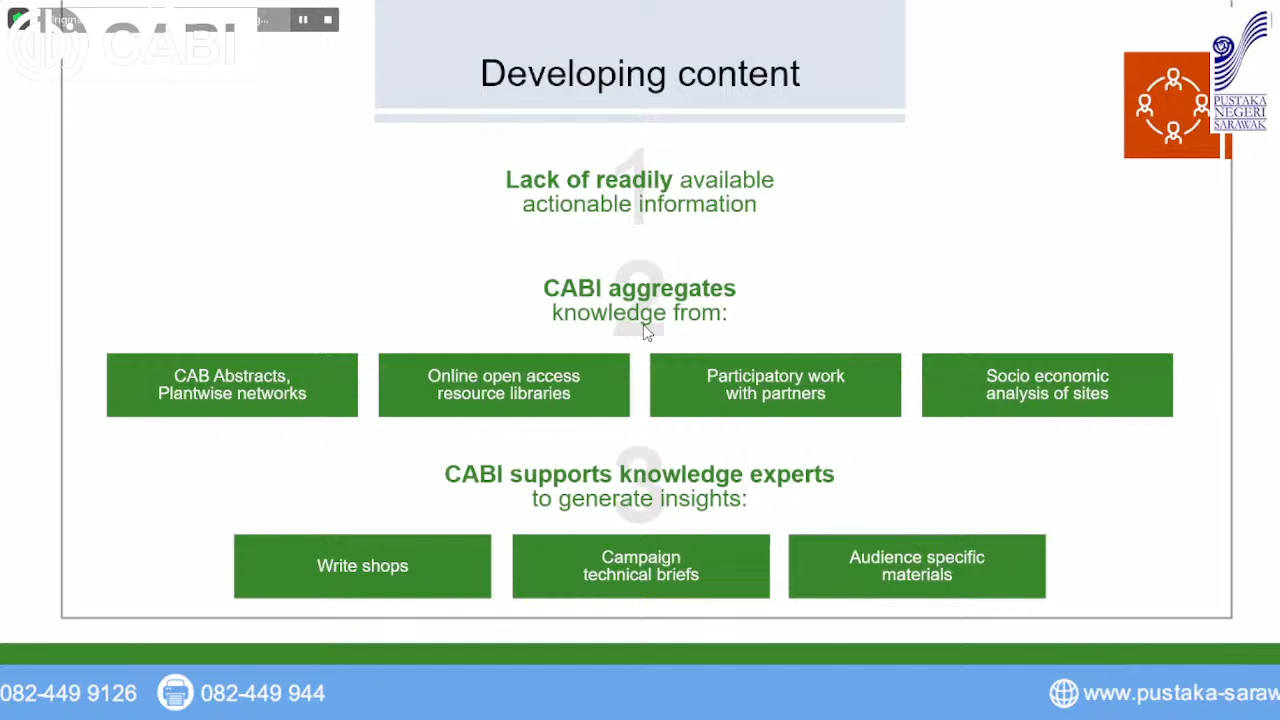 CABI
Developing content
PUSTAKA
NEGERI
SARAWAK
1
Lack of readily available
actionable information
2
CABI aggregates
knowledge from:
CAB Abstracts,
Plantwise networks
Online open access
resource libraries
Participatory work
with partners
Socio economic
analysis of sites
3
CABI supports knowledge experts
to generate insights:
Write shops
Campaign
technical briefs
Audience specific
materials
082-449 9126
082-449 944
www.pustaka-saraw